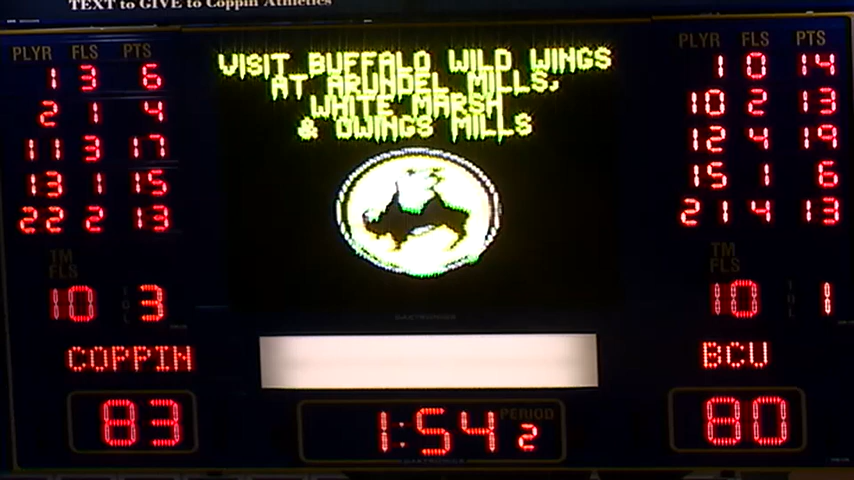 TEXT to GIVE to Coppin Athletics
PLYR FLS PTS
1 3 6
2 1 4
11 3 17
13 1 15
22 2 13
TM
FLS
10 3
COPPIN
83
VISIT BUFFALO WILD WINGS
AT ARUNDEL MILLS,
WHITE MARSH
& OWINGS MILLS
DAKTRONICS
1:54 PERIOD 2
PLYR FLS PTS
1 0 14
10 2 13
12 4 19
15 1 6
21 4 13
TM
FLS
10 1
BCU
80